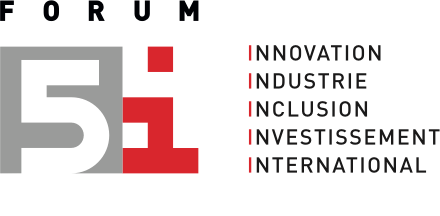 FORUM
5i
INNOVATION
INDUSTRIE
INCLUSION
INVESTISSEMENT
INTERNATIONAL